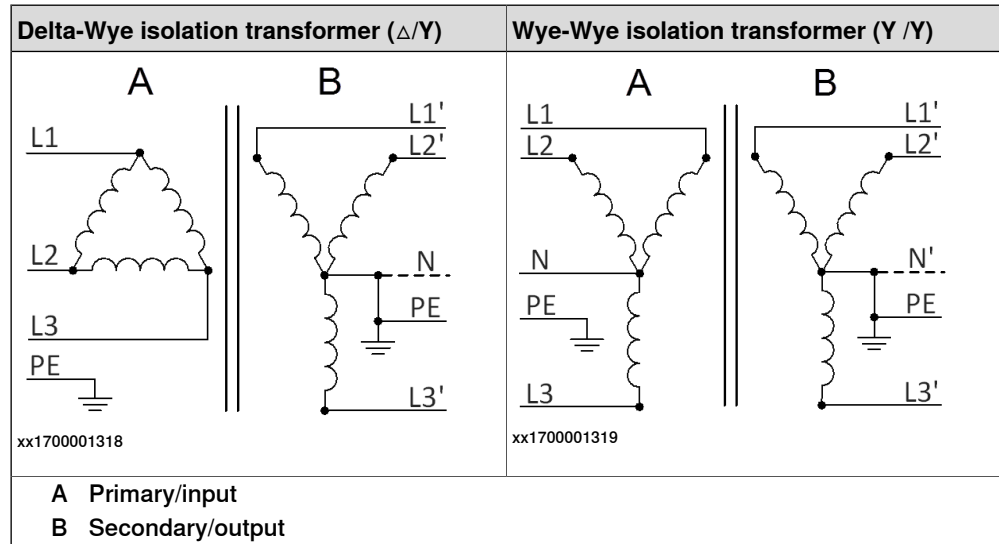 Delta-Wye isolation transformer (△/Y)
Wye-Wye isolation transformer (Y /Y)
A
B
L1
L2
L3
PE
L1'
L2'
N
PE
L3'
xx1700001318
A
B
L1
L2
N
PE
L3
L1'
L2'
N'
PE
L3'
xx1700001319
A Primary/input
B Secondary/output